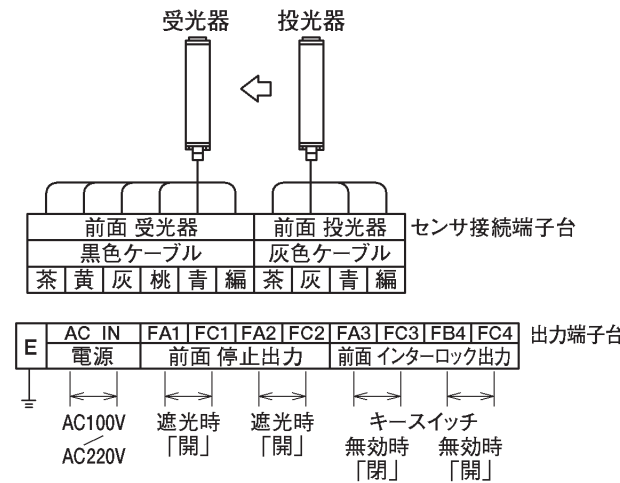 受光器 投光器
前面 受光器 前面 投光器 センサ接続端子台
黒色ケーブル 灰色ケーブル
茶 黄 灰 桃 青 編 茶 灰 青 編
E AC IN FA1 FC1 FA2 FC2 FA3 FC3 FB4 FC4 出力端子台
電源 前面 停止出力 前面 インターロック出力
AC100V 遮光時 遮光時 キースイッチ
「開」 「開」 無効時 無効時
AC220V 「閉」 「開」